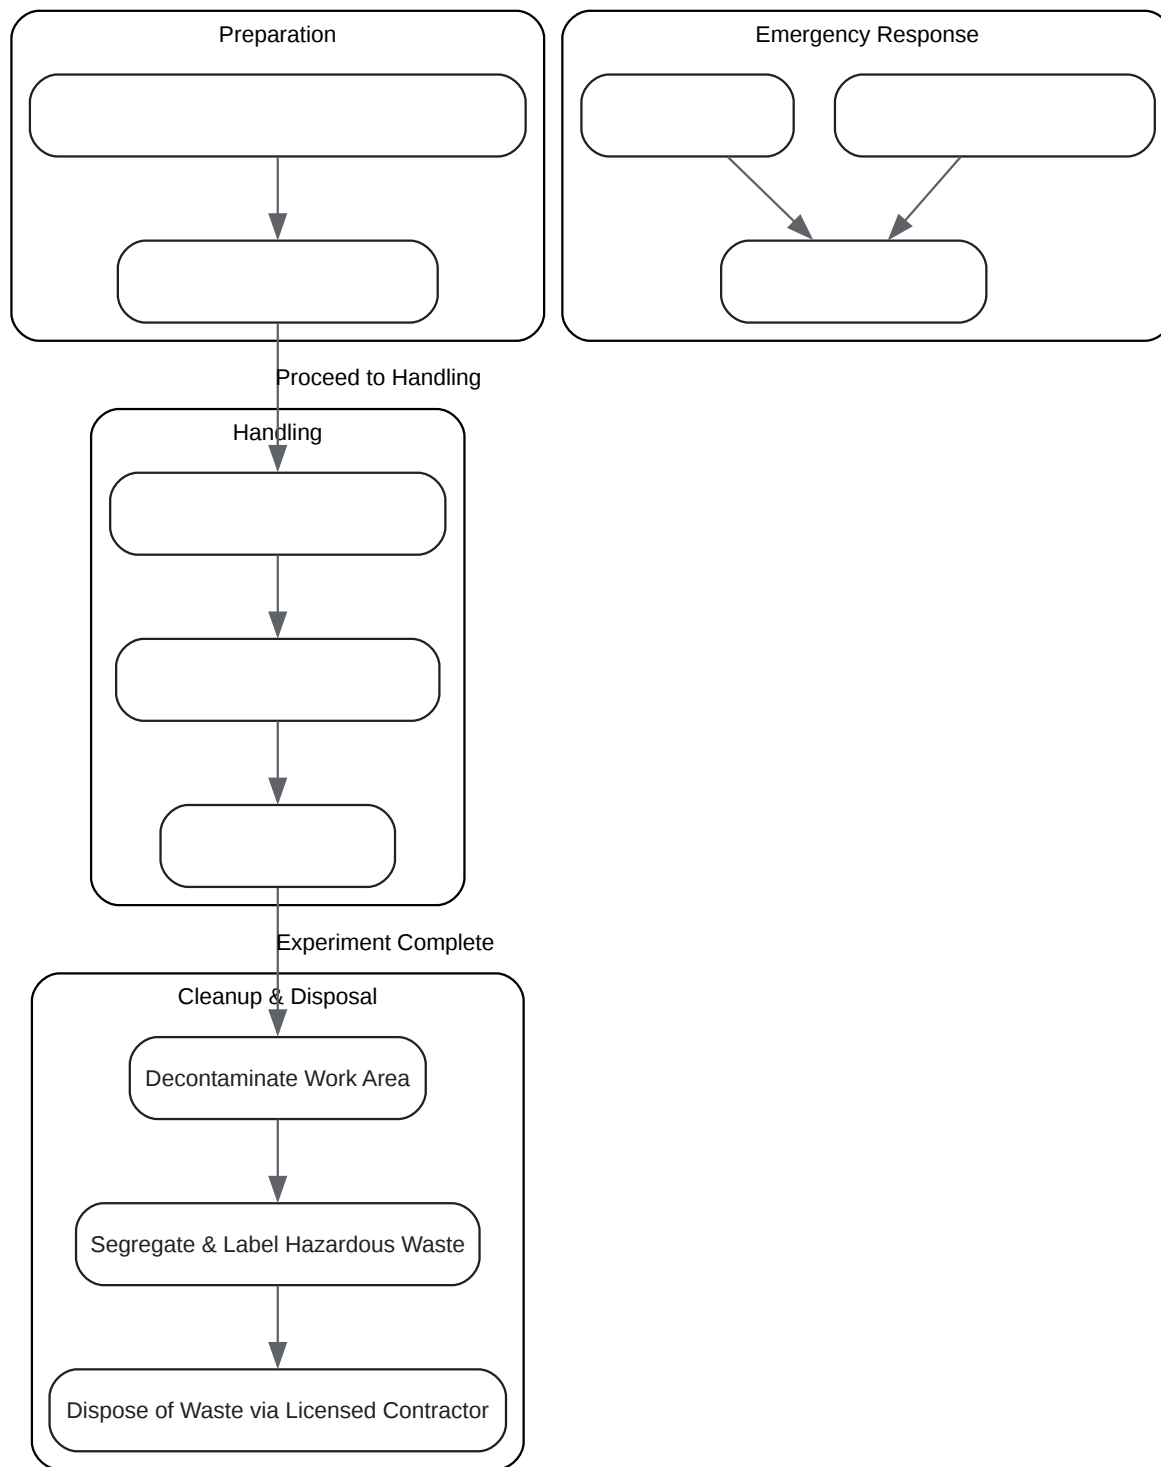 Preparation
Emergency Response
Proceed to Handling
Handling
Experiment Complete
Cleanup & Disposal
Decontaminate Work Area
Segregate & Label Hazardous Waste
Dispose of Waste via Licensed Contractor